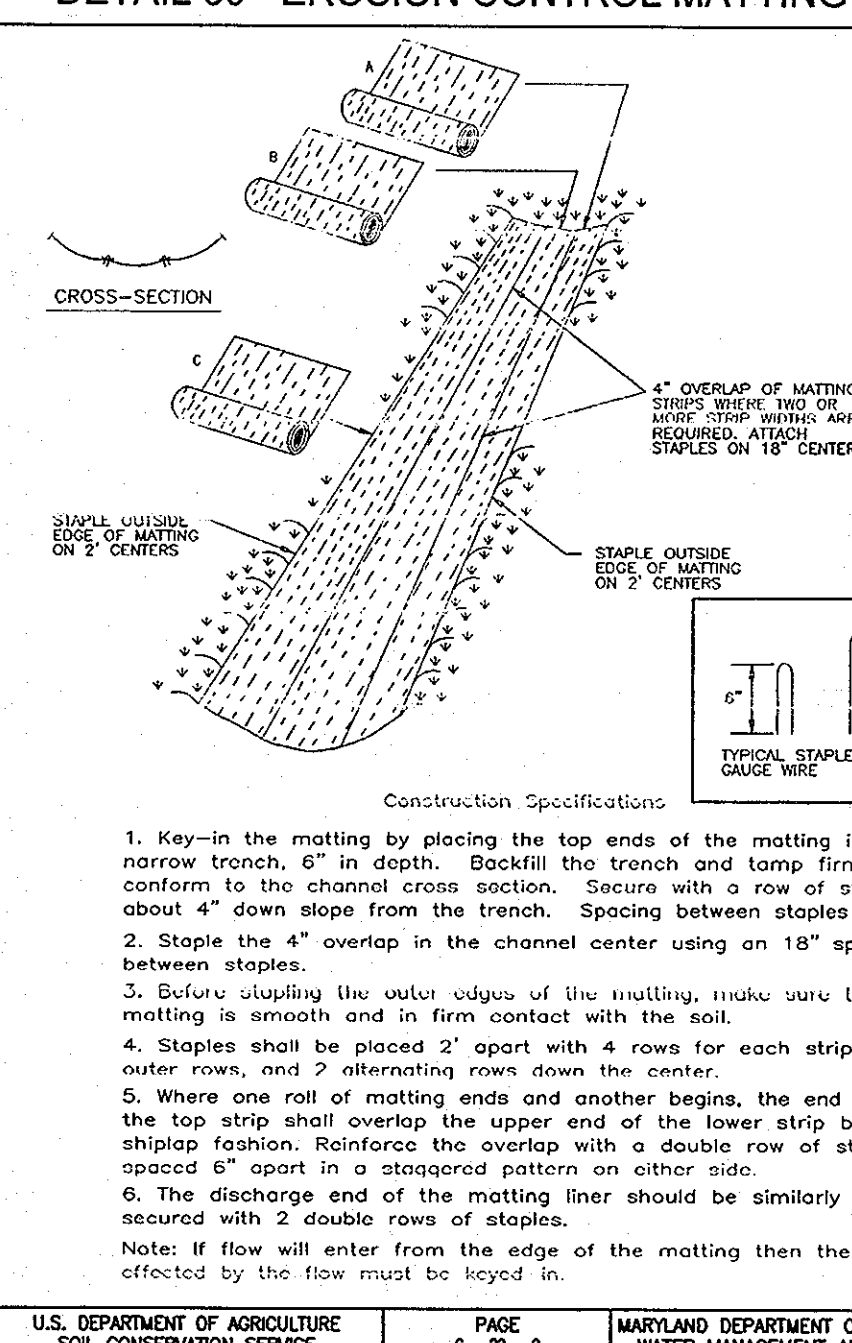 EROSION CONTROL MATTING
A
B
CROSS-SECTION
C
4" OVERLAP OF MATTING
STRIPS WHERE TWO OR
MORE STRIP WIDTHS ARE
REQUIRED. ATTACH
STAPLES ON 18" CENTER
STAPLE OUTSIDE
EDGE OF MATTING
ON 2' CENTERS
STAPLE OUTSIDE
EDGE OF MATTING
ON 2' CENTERS
6"
TYPICAL STAPLE
GAUGE WIRE
Construction Specifications
1. Key-in the matting by placing the top ends of the matting
narrow trench, 6" in depth. Backfill the trench and tamp
conform to the channel cross section. Secure with a row of
about 4" down slope from the trench. Spacing between staples
2. Staple the 4" overlap in the channel center using an 18"
between staples.
3. Before stapling the outer edges of the matting, make sure
matting is smooth and in firm contact with the soil.
4. Staples shall be placed 2' apart with 4 rows for each strip
outer rows, and 2 alternating rows down the center.
5. Where one roll of matting ends and another begins, the end
the top strip shall overlap the upper end of the lower strip
shiplap fashion. Reinforce the overlap with a double row of
spaced 6" apart in a staggered pattern on either side.
6. The discharge end of the matting liner should be similarly
secured with 2 double rows of staples.
Note: If flow will enter from the edge of the matting then the
effected by the flow must be keyed in.
U.S. DEPARTMENT OF AGRICULTURE
PAGE
MARYLAND DEPARTMENT
SOIL CONSERVATION SERVICE
WATER MANAGEMENT